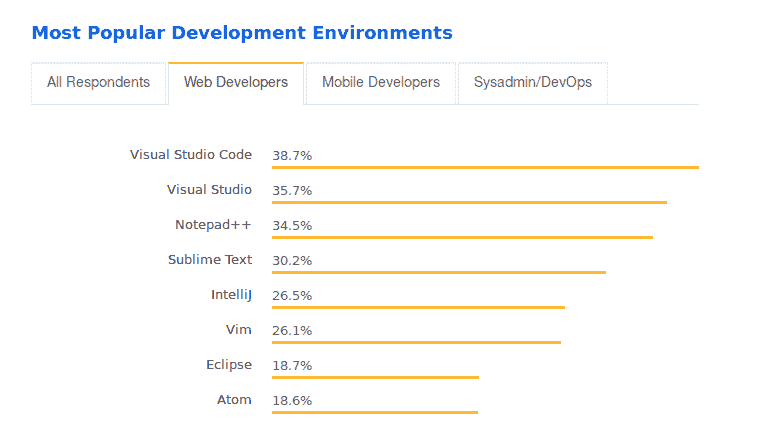 Most Popular Development Environments
All Respondents Web Developers Mobile Developers Sysadmin/DevOps
Visual Studio Code 38.7%
Visual Studio 35.7%
Notepad++ 34.5%
Sublime Text 30.2%
IntelliJ 26.5%
Vim 26.1%
Eclipse 18.7%
Atom 18.6%